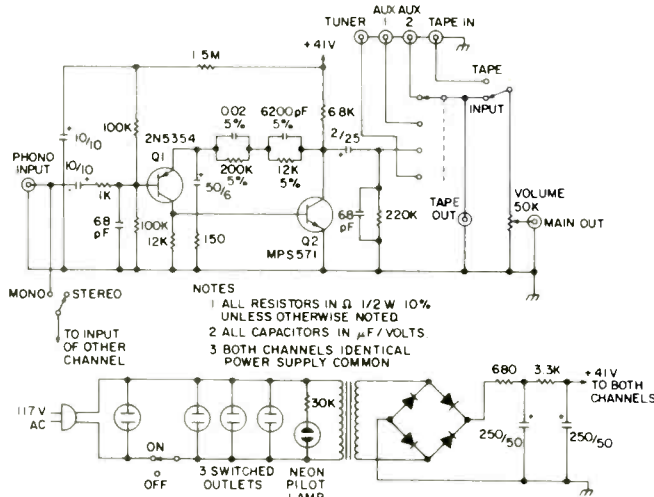 AUX AUX
TUNER 1 2 TAPE IN
+41V
1.5M
TAPE
INPUT
100K
2N5354
Q1
.002
5%
6200pF
5%
200K
5%
12K
5%
6.8K
2/25
10/10
10/10
PHONO
INPUT
1K
68
pF
100K
12K
50/6
150
Q2
MPS571
68
pF
220K
TAPE
OUT
VOLUME
50K
MAIN OUT
MONO
STEREO
TO INPUT
OF OTHER
CHANNEL
NOTES
1 ALL RESISTORS IN Ω 1/2 W 10%
UNLESS OTHERWISE NOTED
2 ALL CAPACITORS IN µF/VOLTS
3 BOTH CHANNELS IDENTICAL
POWER SUPPLY COMMON
117V
AC
ON
OFF
3 SWITCHED
OUTLETS
30K
NEON
PILOT
LAMP
680
3.3K
+41V
TO BOTH
CHANNELS
250/50
250/50